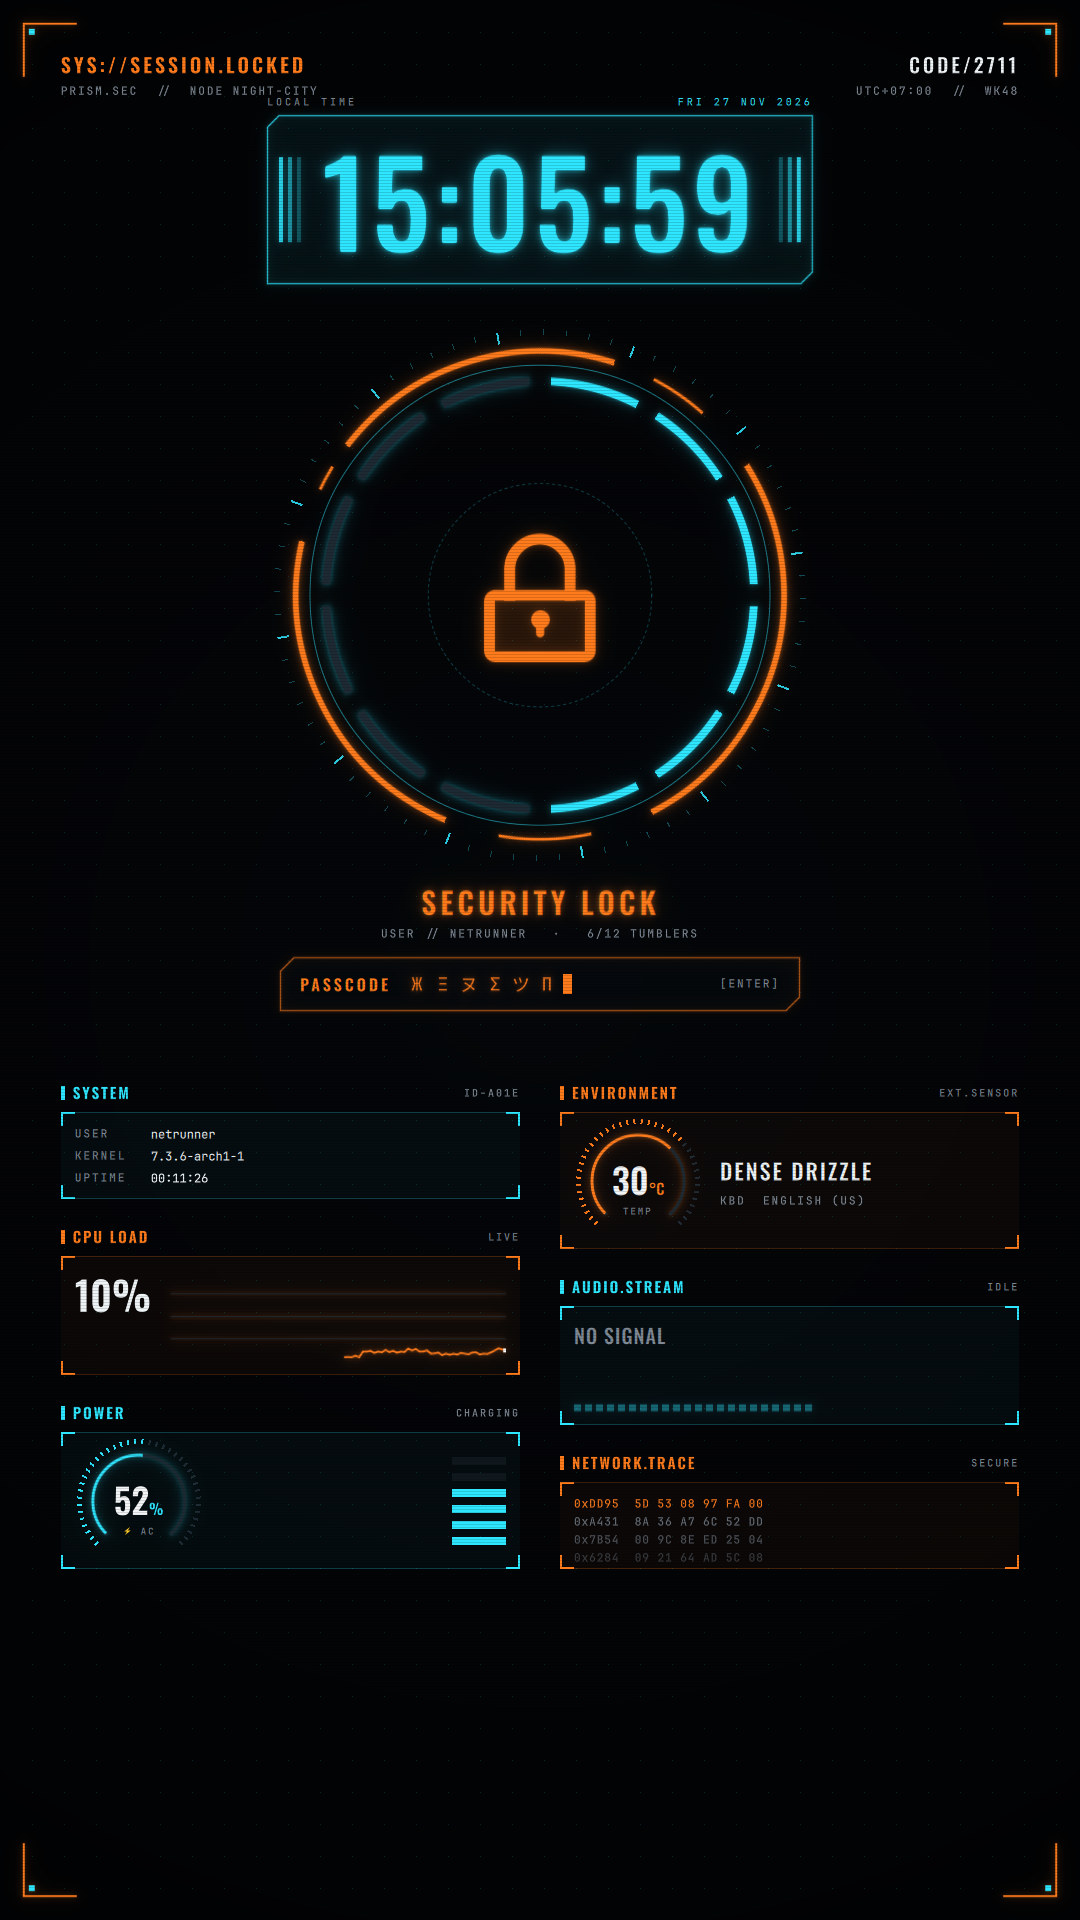 SYS://SESSION.LOCKED
CODE/2711
PRISM.SEC // NODE NIGHT-CITY
UTC+07:00 // WK48
LOCAL TIME
FRI 27 NOV 2026
15:05:59
SECURITY LOCK
USER // NETRUNNER · 6/12 TUMBLERS
PASSCODE Ж Ξ ヌ Σ ツ Π [ENTER]
SYSTEM
ID-A01E
USER netrunner
KERNEL 7.3.6-arch1-1
UPTIME 00:11:26
CPU LOAD
LIVE
10%
POWER
CHARGING
52%
⚡ AC
ENVIRONMENT
EXT.SENSOR
30°C
TEMP
DENSE DRIZZLE
KBD ENGLISH (US)
AUDIO.STREAM
IDLE
NO SIGNAL
NETWORK.TRACE
SECURE
0xDD95 5D 53 08 97 FA 00
0xA431 8A 36 A7 6C 52 DD
0x7B54 00 9C 8E ED 25 04
0x6284 09 21 64 AD 5C 08